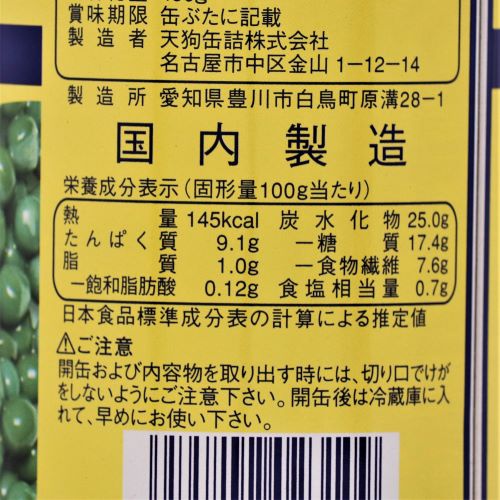 賞味期限 缶ぶたに記載
製造者 天狗缶詰株式会社
名古屋市中区金山1-12-14
製造所 愛知県豊川市白鳥町原溝28-1
国内製造
栄養成分表示(固形量100g当たり)
熱量 145kcal 炭水化物 25.0g
たんぱく質 9.1g ー糖質 17.4g
脂質 1.0g ー食物繊維 7.6g
ー飽和脂肪酸 0.12g 食塩相当量 0.7g
日本食品標準成分表の計算による推定値
⚠ご注意
開缶および内容物を取り出す時には、切り口でけが
をしないようにご注意下さい。開缶後は冷蔵庫に入
れて、早めにお使い下さい。